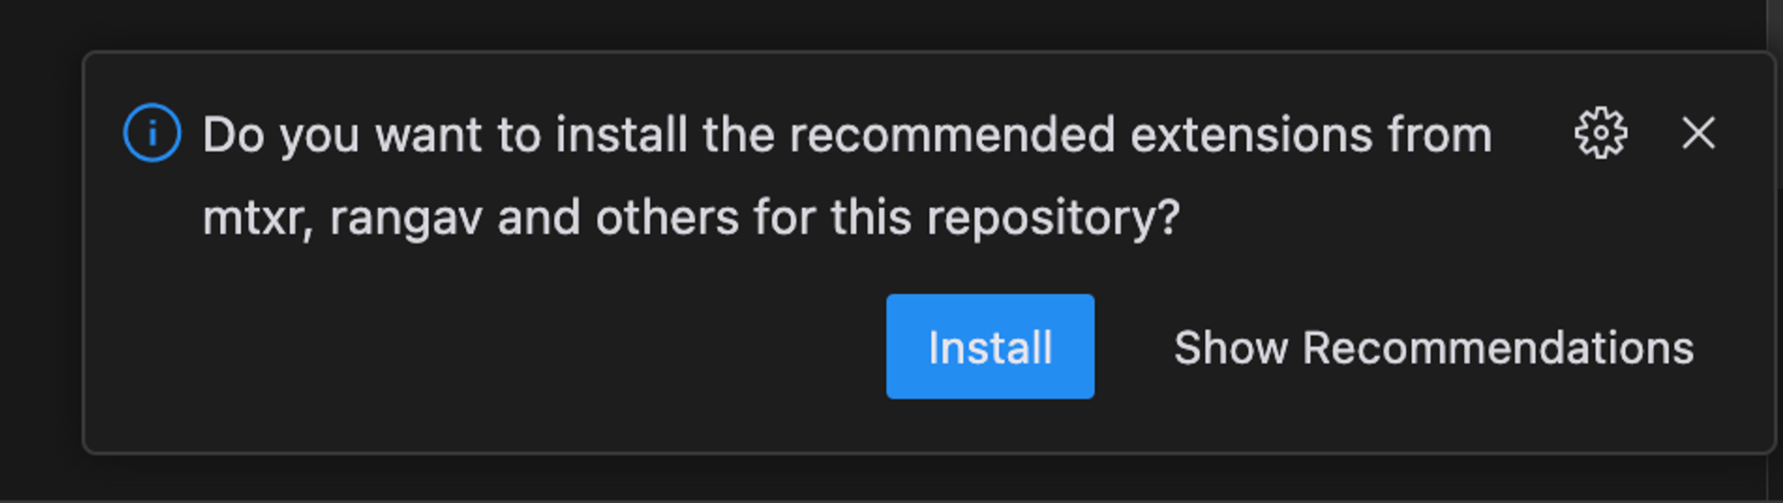 Do you want to install the recommended extensions from
mtxr, rangav and others for this repository?
Install
Show Recommendations